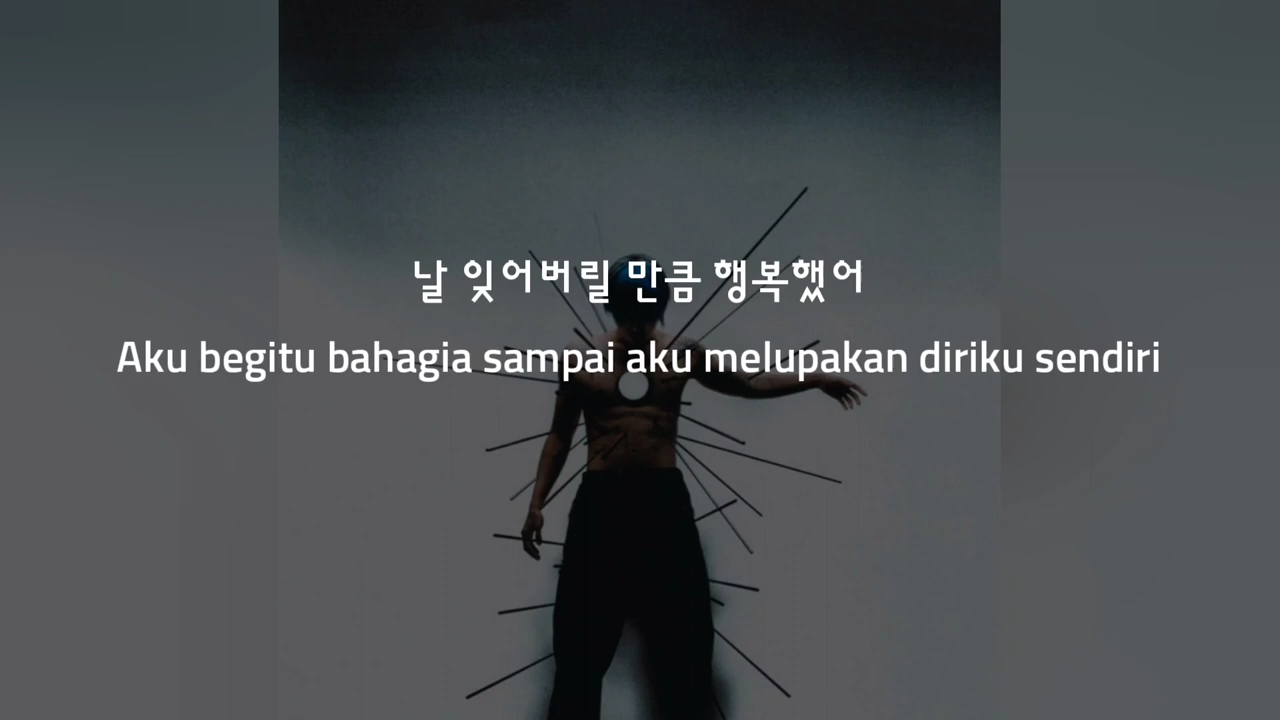 날 잊어버릴 만큼 행복했어
Aku begitu bahagia sampai aku melupakan diriku sendiri